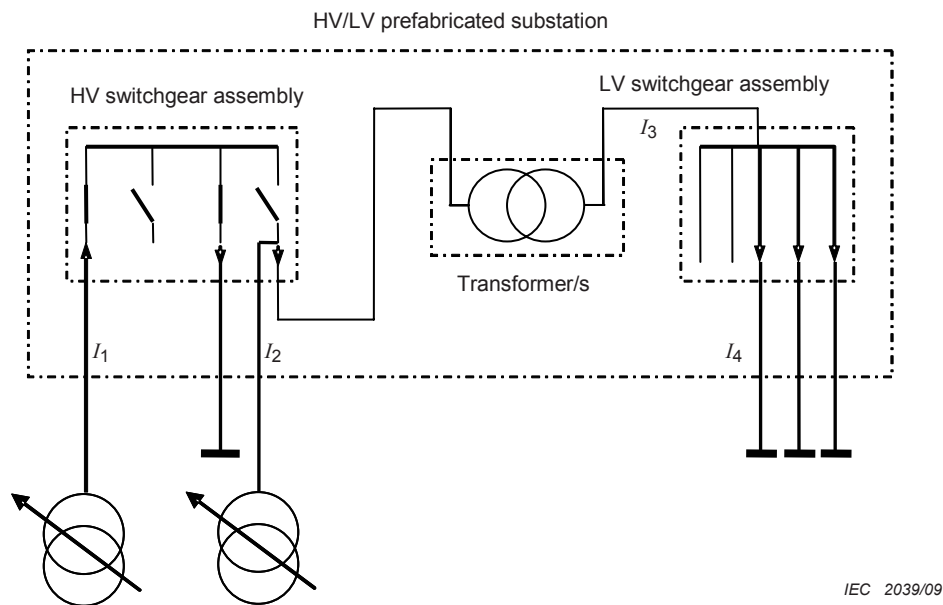 HV/LV prefabricated substation
HV switchgear assembly
LV switchgear assembly
I3
Transformer/s
I1
I2
I4
IEC 2039/09